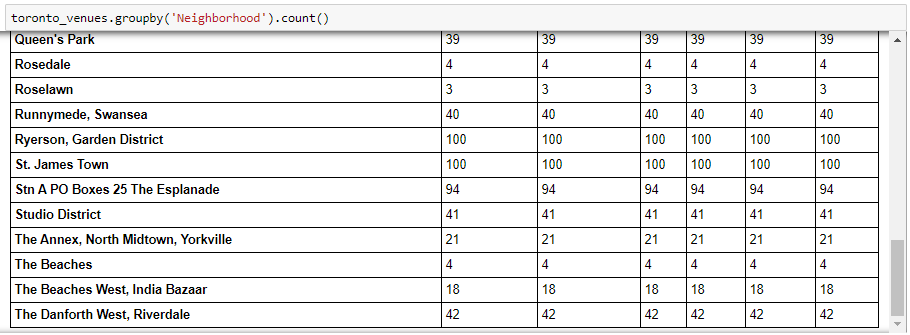 toronto_venues.groupby('Neighborhood').count()
Queen's Park 39 39 39 39 39 39
Rosedale 4 4 4 4 4 4
Roselawn 3 3 3 3 3 3
Runnymede, Swansea 40 40 40 40 40 40
Ryerson, Garden District 100 100 100 100 100 100
St. James Town 100 100 100 100 100 100
Stn A PO Boxes 25 The Esplanade 94 94 94 94 94 94
Studio District 41 41 41 41 41 41
The Annex, North Midtown, Yorkville 21 21 21 21 21 21
The Beaches 4 4 4 4 4 4
The Beaches West, India Bazaar 18 18 18 18 18 18
The Danforth West, Riverdale 42 42 42 42 42 42